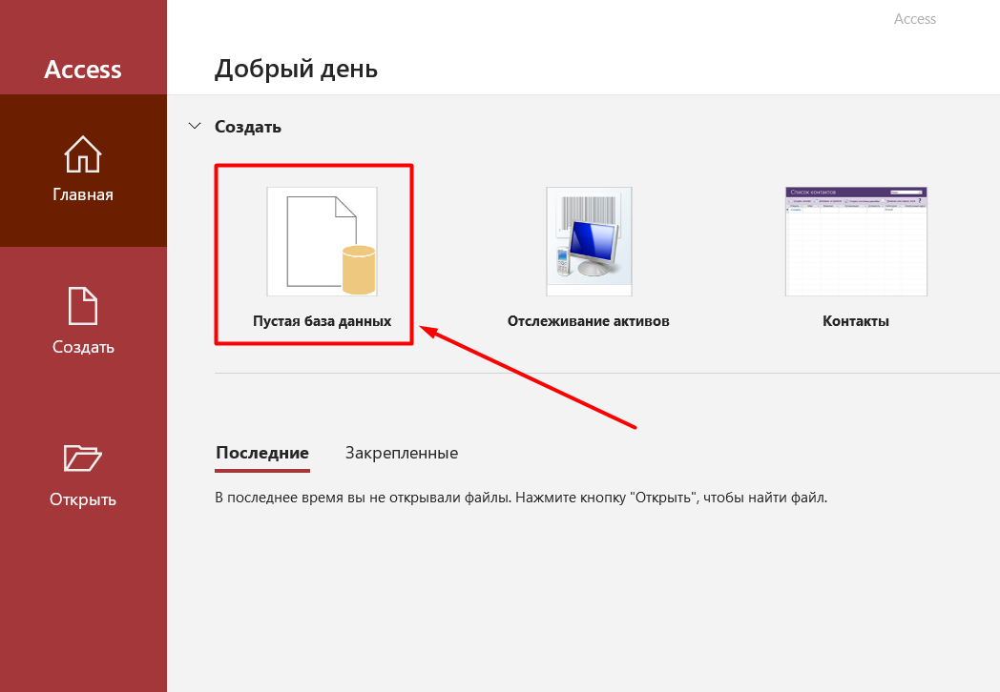 Access
Access
Добрый день
Главная
Создать
Открыть
Создать
Список контактов
Пустая база данных
Отслеживание активов
Контакты
Последние
Закрепленные
В последнее время вы не открывали файлы. Нажмите кнопку "Открыть", чтобы найти файл.